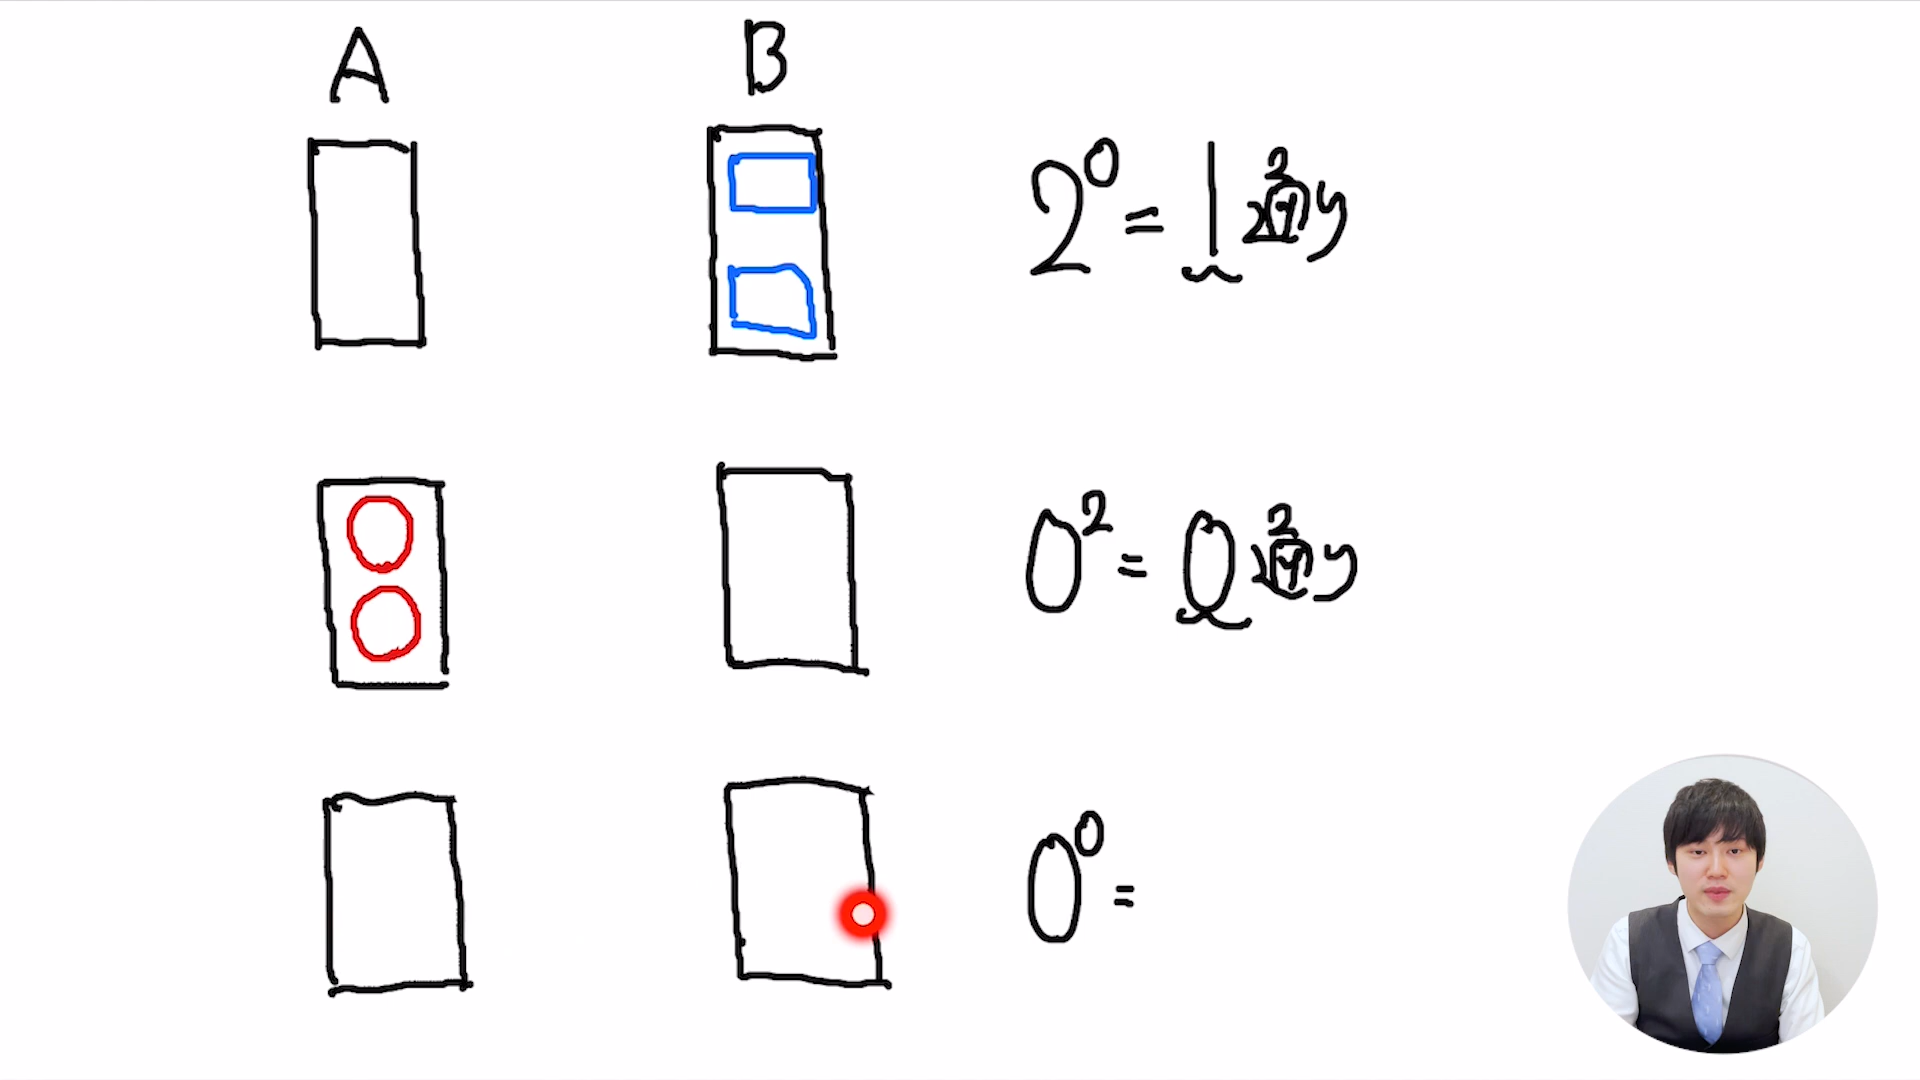 A B
2⁰ = 1通り
0² = 0通り
0⁰ =